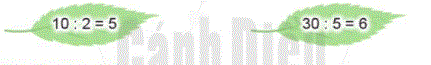 10 : 2 = 5
30 : 5 = 6
Cánh Diều